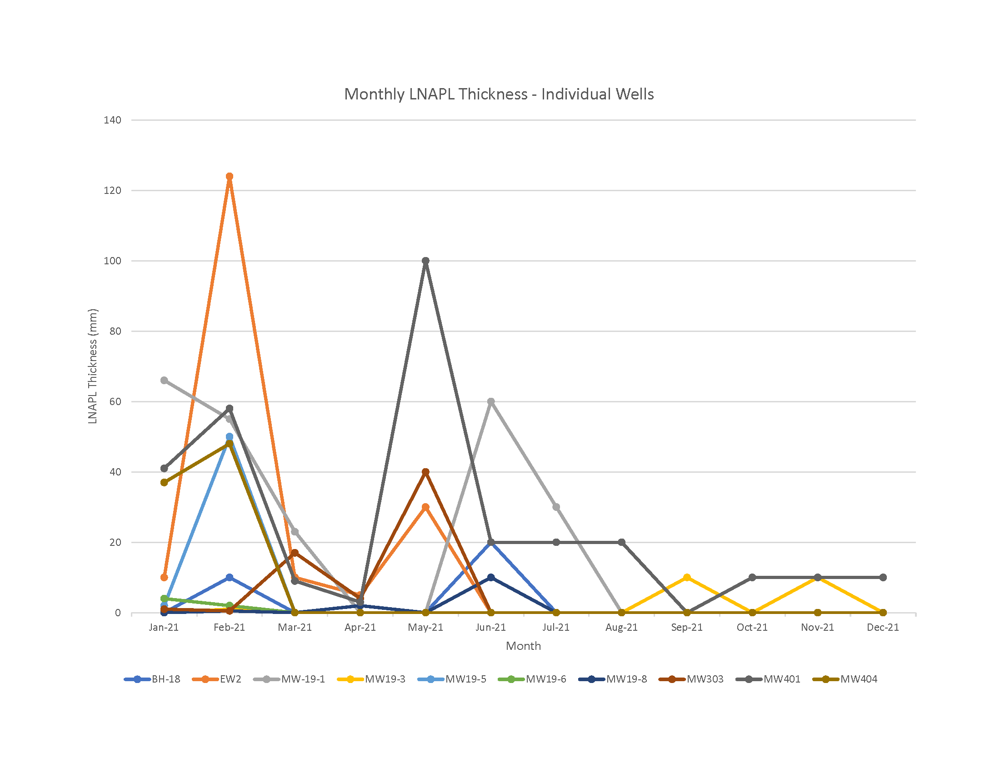 Monthly LNAPL Thickness - Individual Wells
140
120
100
80
60
40
20
0
LNAPL Thickness (mm)
Jan-21 Feb-21 Mar-21 Apr-21 May-21 Jun-21 Jul-21 Aug-21 Sep-21 Oct-21 Nov-21 Dec-21
Month
BH-18 EW2 MW-19-1 MW19-3 MW19-5 MW19-6 MW19-8 MW303 MW401 MW404